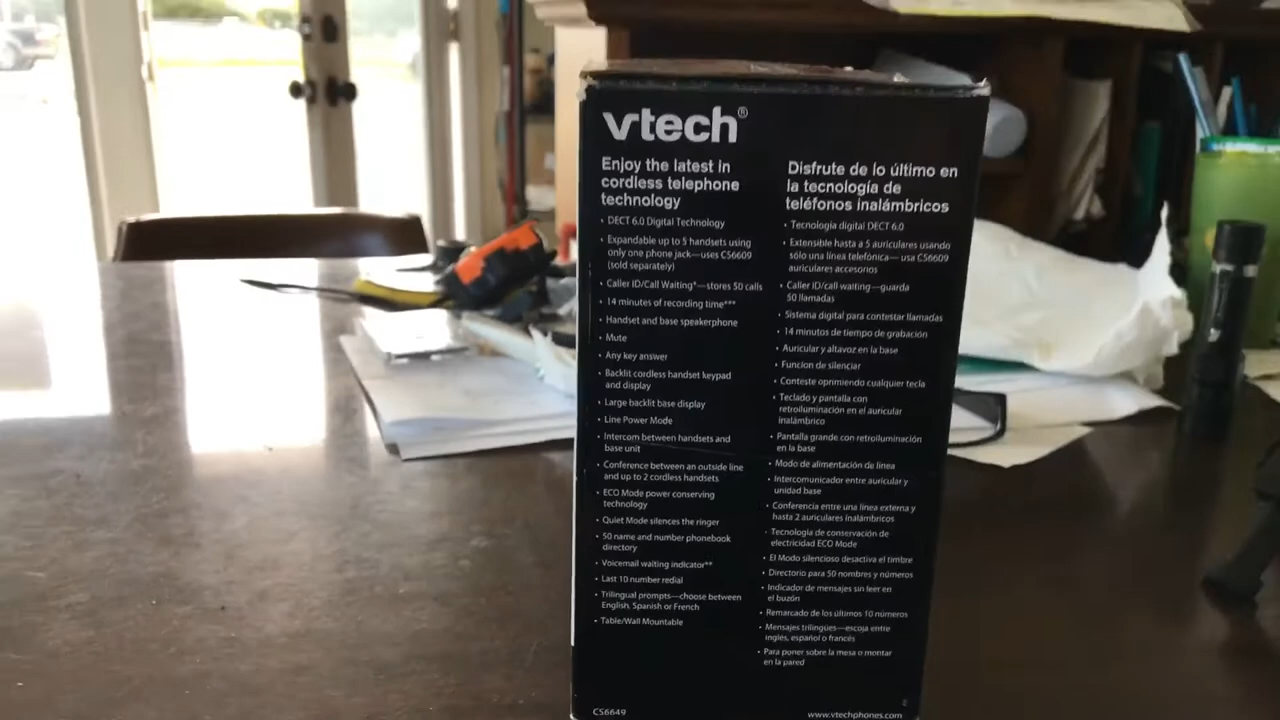 vtech®
Enjoy the latest in
cordless telephone
technology
• DECT 6.0 Digital Technology
• Expandable up to 5 handsets using
only one phone jack—uses CS6609
(sold separately)
• Caller ID/Call Waiting*—stores 50 calls
• 14 minutes of recording time***
• Handset and base speakerphone
• Mute
• Any key answer
• Backlit cordless handset keypad
and display
• Large backlit base display
• Line Power Mode
• Intercom between handsets and
base unit
• Conference between an outside line
and up to 2 cordless handsets
• ECO Mode power conserving
technology
• Quiet Mode silences the ringer
• 50 name and number phonebook
directory
• Voicemail waiting indicator**
• Last 10 number redial
• Trilingual prompts—choose between
English, Spanish or French
• Table/Wall Mountable
CS6649
Disfrute de lo último en
la tecnología de
teléfonos inalámbricos
• Tecnología digital DECT 6.0
• Extensible hasta a 5 auriculares usando
sólo una línea telefónica— usa CS6609
auriculares accesorios
• Caller ID/call waiting—guarda
50 llamadas
• Sistema digital para contestar llamadas
• 14 minutos de tiempo de grabación
• Auricular y altavoz en la base
• Funcion de silenciar
• Conteste oprimiendo cualquier tecla
• Teclado y pantalla con
retroiluminación en el auricular
inalámbrico
• Pantalla grande con retroiluminación
en la base
• Modo de alimentación de línea
• Intercomunicador entre auricular y
unidad base
• Conferencia entre una línea externa y
hasta 2 auriculares inalámbricos
• Tecnología de conservación de
electricidad ECO Mode
• El Modo silencioso desactiva el timbre
• Directorio para 50 nombres y números
• Indicador de mensajes sin leer en
el buzón
• Remarcado de los últimos 10 números
• Mensajes trilingües—escoja entre
inglés, español o francés
• Para poner sobre la mesa o montar
en la pared
www.vtechphones.com